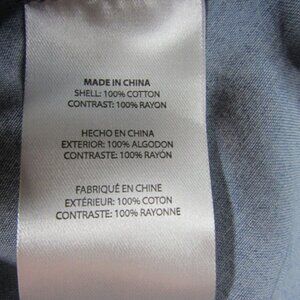 MADE IN CHINA
SHELL: 100% COTTON
CONTRAST: 100% RAYON
HECHO EN CHINA
EXTERIOR: 100% ALGODON
CONTRASTE: 100% RAYÓN
FABRIQUÉ EN CHINE
EXTÉRIEUR: 100% COTON
CONTRASTE: 100% RAYONNE